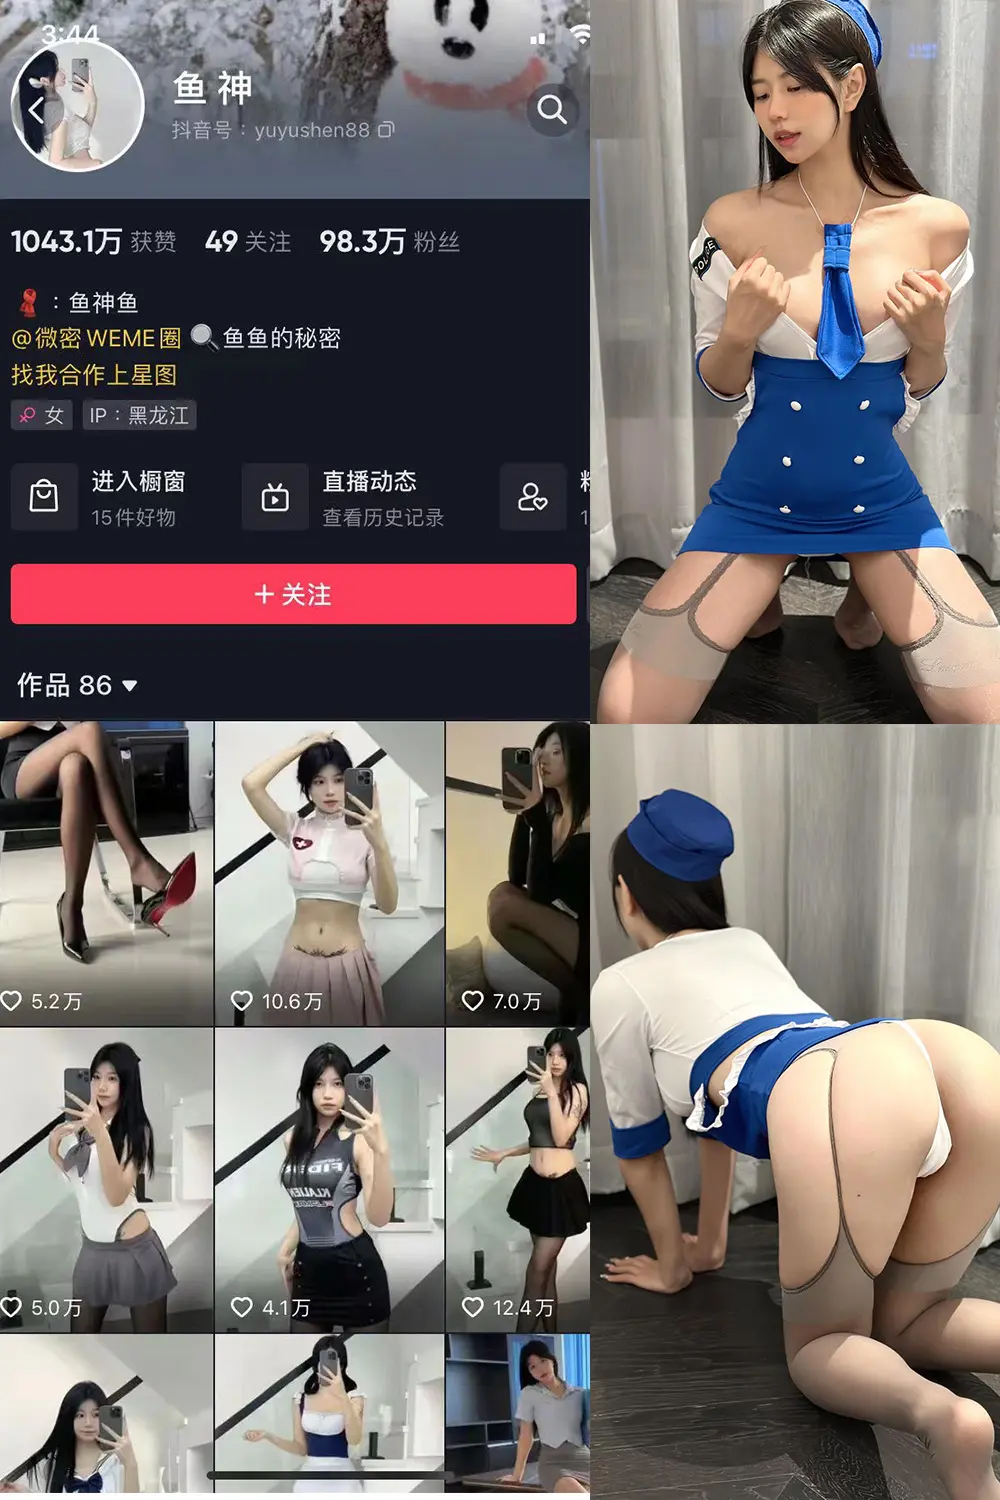 3:44
鱼 神
抖音号：yuyushen88
1043.1万 获赞 49 关注 98.3万 粉丝
：鱼神鱼
@微密 WEME圈 鱼鱼的秘密
找我合作上星图
女 IP：黑龙江
进入橱窗
15件好物
直播动态
查看历史记录
+ 关注
作品 86
5.2万
10.6万
7.0万
5.0万
4.1万
12.4万